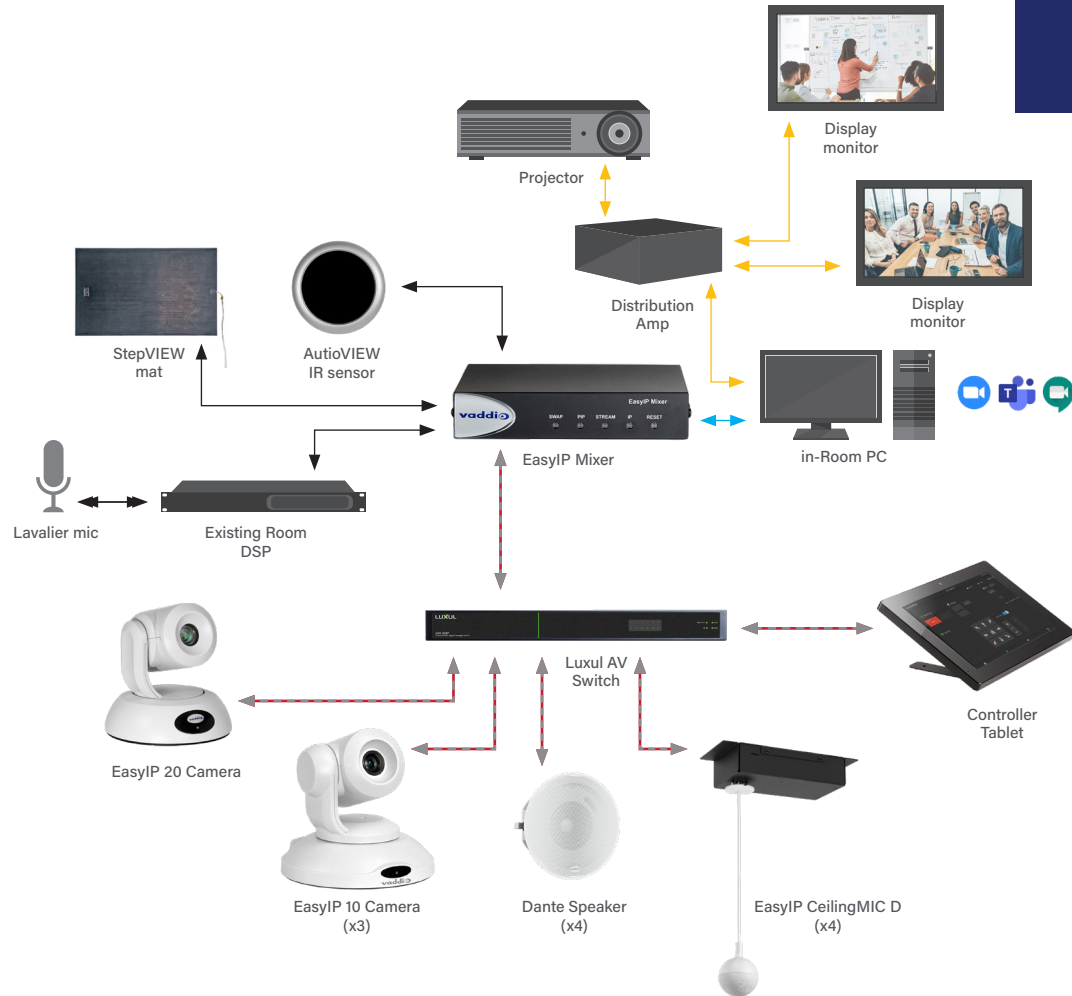 Display
monitor
Projector
Display
monitor
Distribution
Amp
StepVIEW
mat
AutioVIEW
IR sensor
EasyIP Mixer
vaddio
SWAP PIP STREAM IP RESET
EasyIP Mixer
in-Room PC
T
Lavalier mic
Existing Room
DSP
LUXUL
Luxul AV
Switch
Controller
Tablet
vaddio
EasyIP 20 Camera
vaddio
EasyIP 10 Camera
(x3)
Dante Speaker
(x4)
EasyIP CeilingMIC D
(x4)